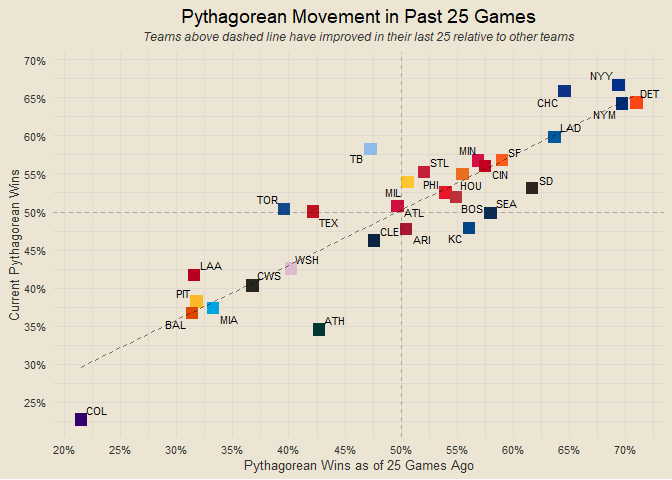 Pythagorean Movement in Past 25 Games
Teams above dashed line have improved in their last 25 relative to other teams
70%
65%
60%
55%
50%
45%
40%
35%
30%
25%
Current Pythagorean Wins
NYY
DET
CHC
NYM
LAD
TB
MIN
SF
STL
CIN
MIL
PHI
HOU
SD
TOR
TEX
ATL
BOS
SEA
CLE
ARI
KC
WSH
LAA
CWS
PIT
BAL
MIA
ATH
COL
20%
25%
30%
35%
40%
45%
50%
55%
60%
65%
70%
Pythagorean Wins as of 25 Games Ago